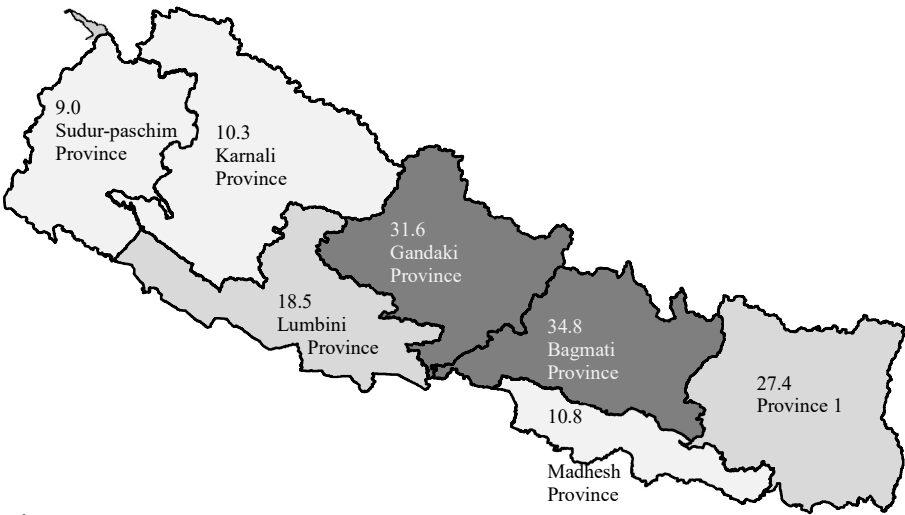 9.0
Sudur-paschim
Province
10.3
Karnali
Province
31.6
Gandaki
Province
18.5
Lumbini
Province
34.8
Bagmati
Province
27.4
Province 1
10.8
Madhesh
Province